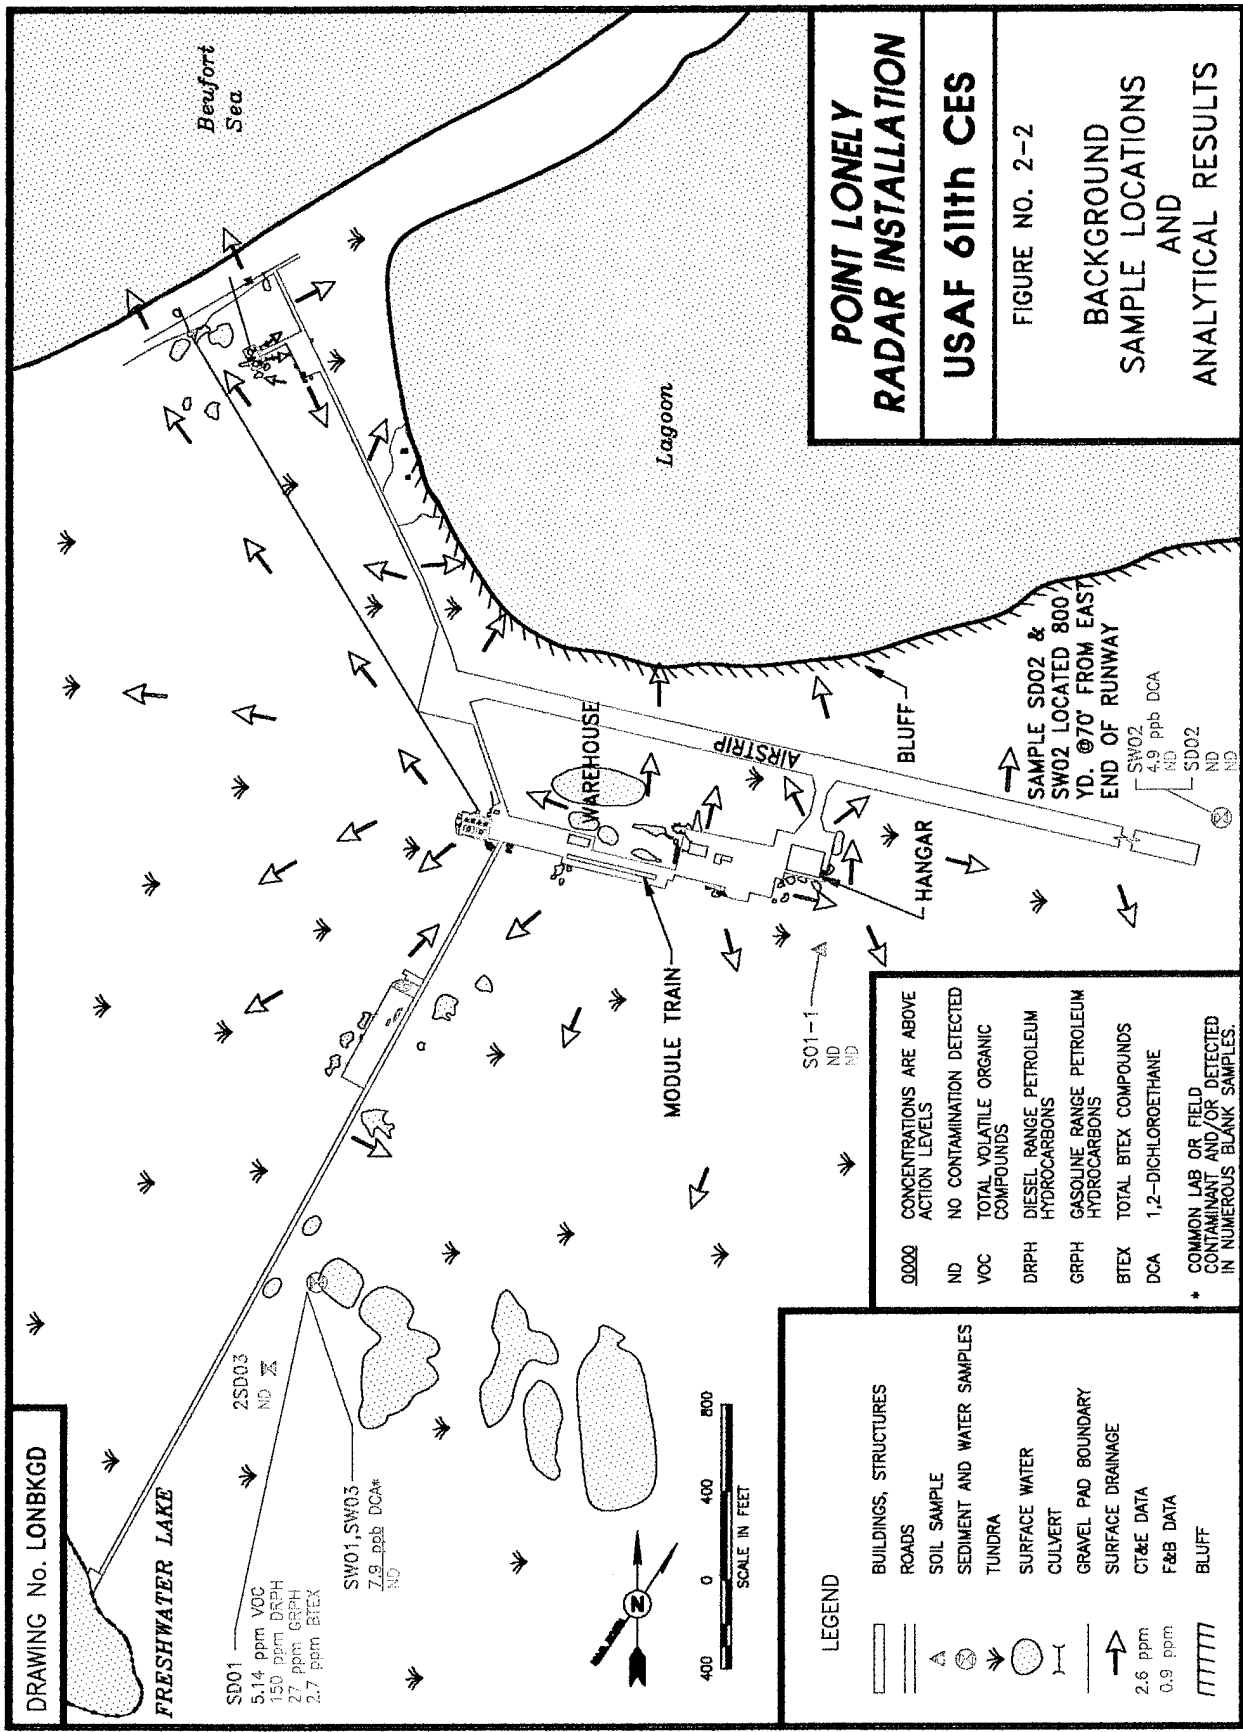 DRAWING No. LONBKGD
Beufort
Sea
FRESHWATER LAKE
SD01
5.14 ppm VOC
150 ppm DRPH
27 ppm GRPH
2.7 ppm BTEX
2SD03
ND
SW01,SW03
7.9 ppb DCA*
ND
Lagoon
WAREHOUSE
AIRSTRIP
BLUFF
HANGAR
MODULE TRAIN
S01-1
ND
ND
SAMPLE SD02 &
SW02 LOCATED 800
YD. @70° FROM EAST
END OF RUNWAY
SW02
4.9 ppb DCA
ND
SD02
ND
ND
N
400
0
400
800
SCALE IN FEET
LEGEND
BUILDINGS, STRUCTURES
ROADS
SOIL SAMPLE
SEDIMENT AND WATER SAMPLES
TUNDRA
SURFACE WATER
CULVERT
GRAVEL PAD BOUNDARY
SURFACE DRAINAGE
2.6 ppm CT&E DATA
0.9 ppm F&B DATA
BLUFF
0000 CONCENTRATIONS ARE ABOVE
ACTION LEVELS
ND NO CONTAMINATION DETECTED
VOC TOTAL VOLATILE ORGANIC
COMPOUNDS
DRPH DIESEL RANGE PETROLEUM
HYDROCARBONS
GRPH GASOLINE RANGE PETROLEUM
HYDROCARBONS
BTEX TOTAL BTEX COMPOUNDS
DCA 1,2-DICHLOROETHANE
* COMMON LAB OR FIELD
CONTAMINANT AND/OR DETECTED
IN NUMEROUS BLANK SAMPLES.
POINT LONELY
RADAR INSTALLATION
USAF 611th CES
FIGURE NO. 2-2
BACKGROUND
SAMPLE LOCATIONS
AND
ANALYTICAL RESULTS